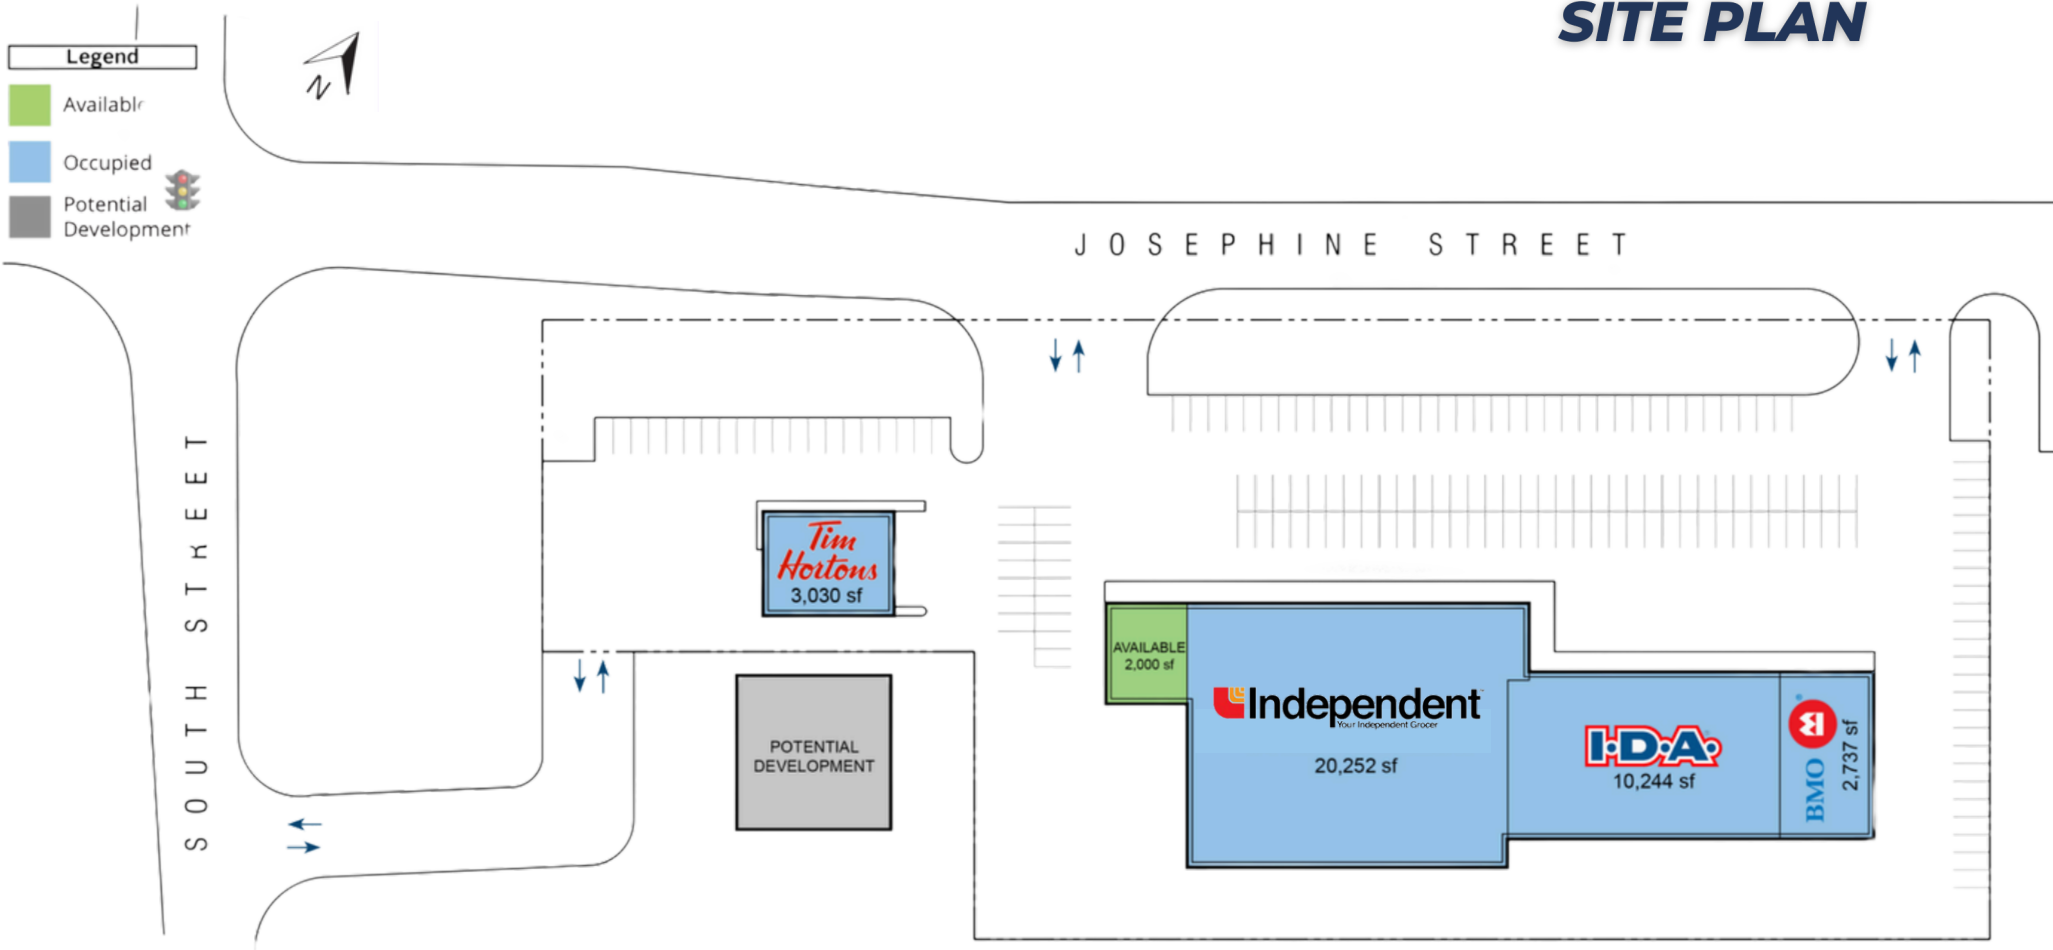 SITE PLAN
Legend
N
Available
Occupied
Potential
Development
JOSEPHINE STREET
SOUTH STREET
Tim
Hortons
3,030 sf
AVAILABLE
2,000 sf
Independent
Your Independent Grocer
20,252 sf
POTENTIAL
DEVELOPMENT
I·D·A·
10,244 sf
BMO
2,737 sf